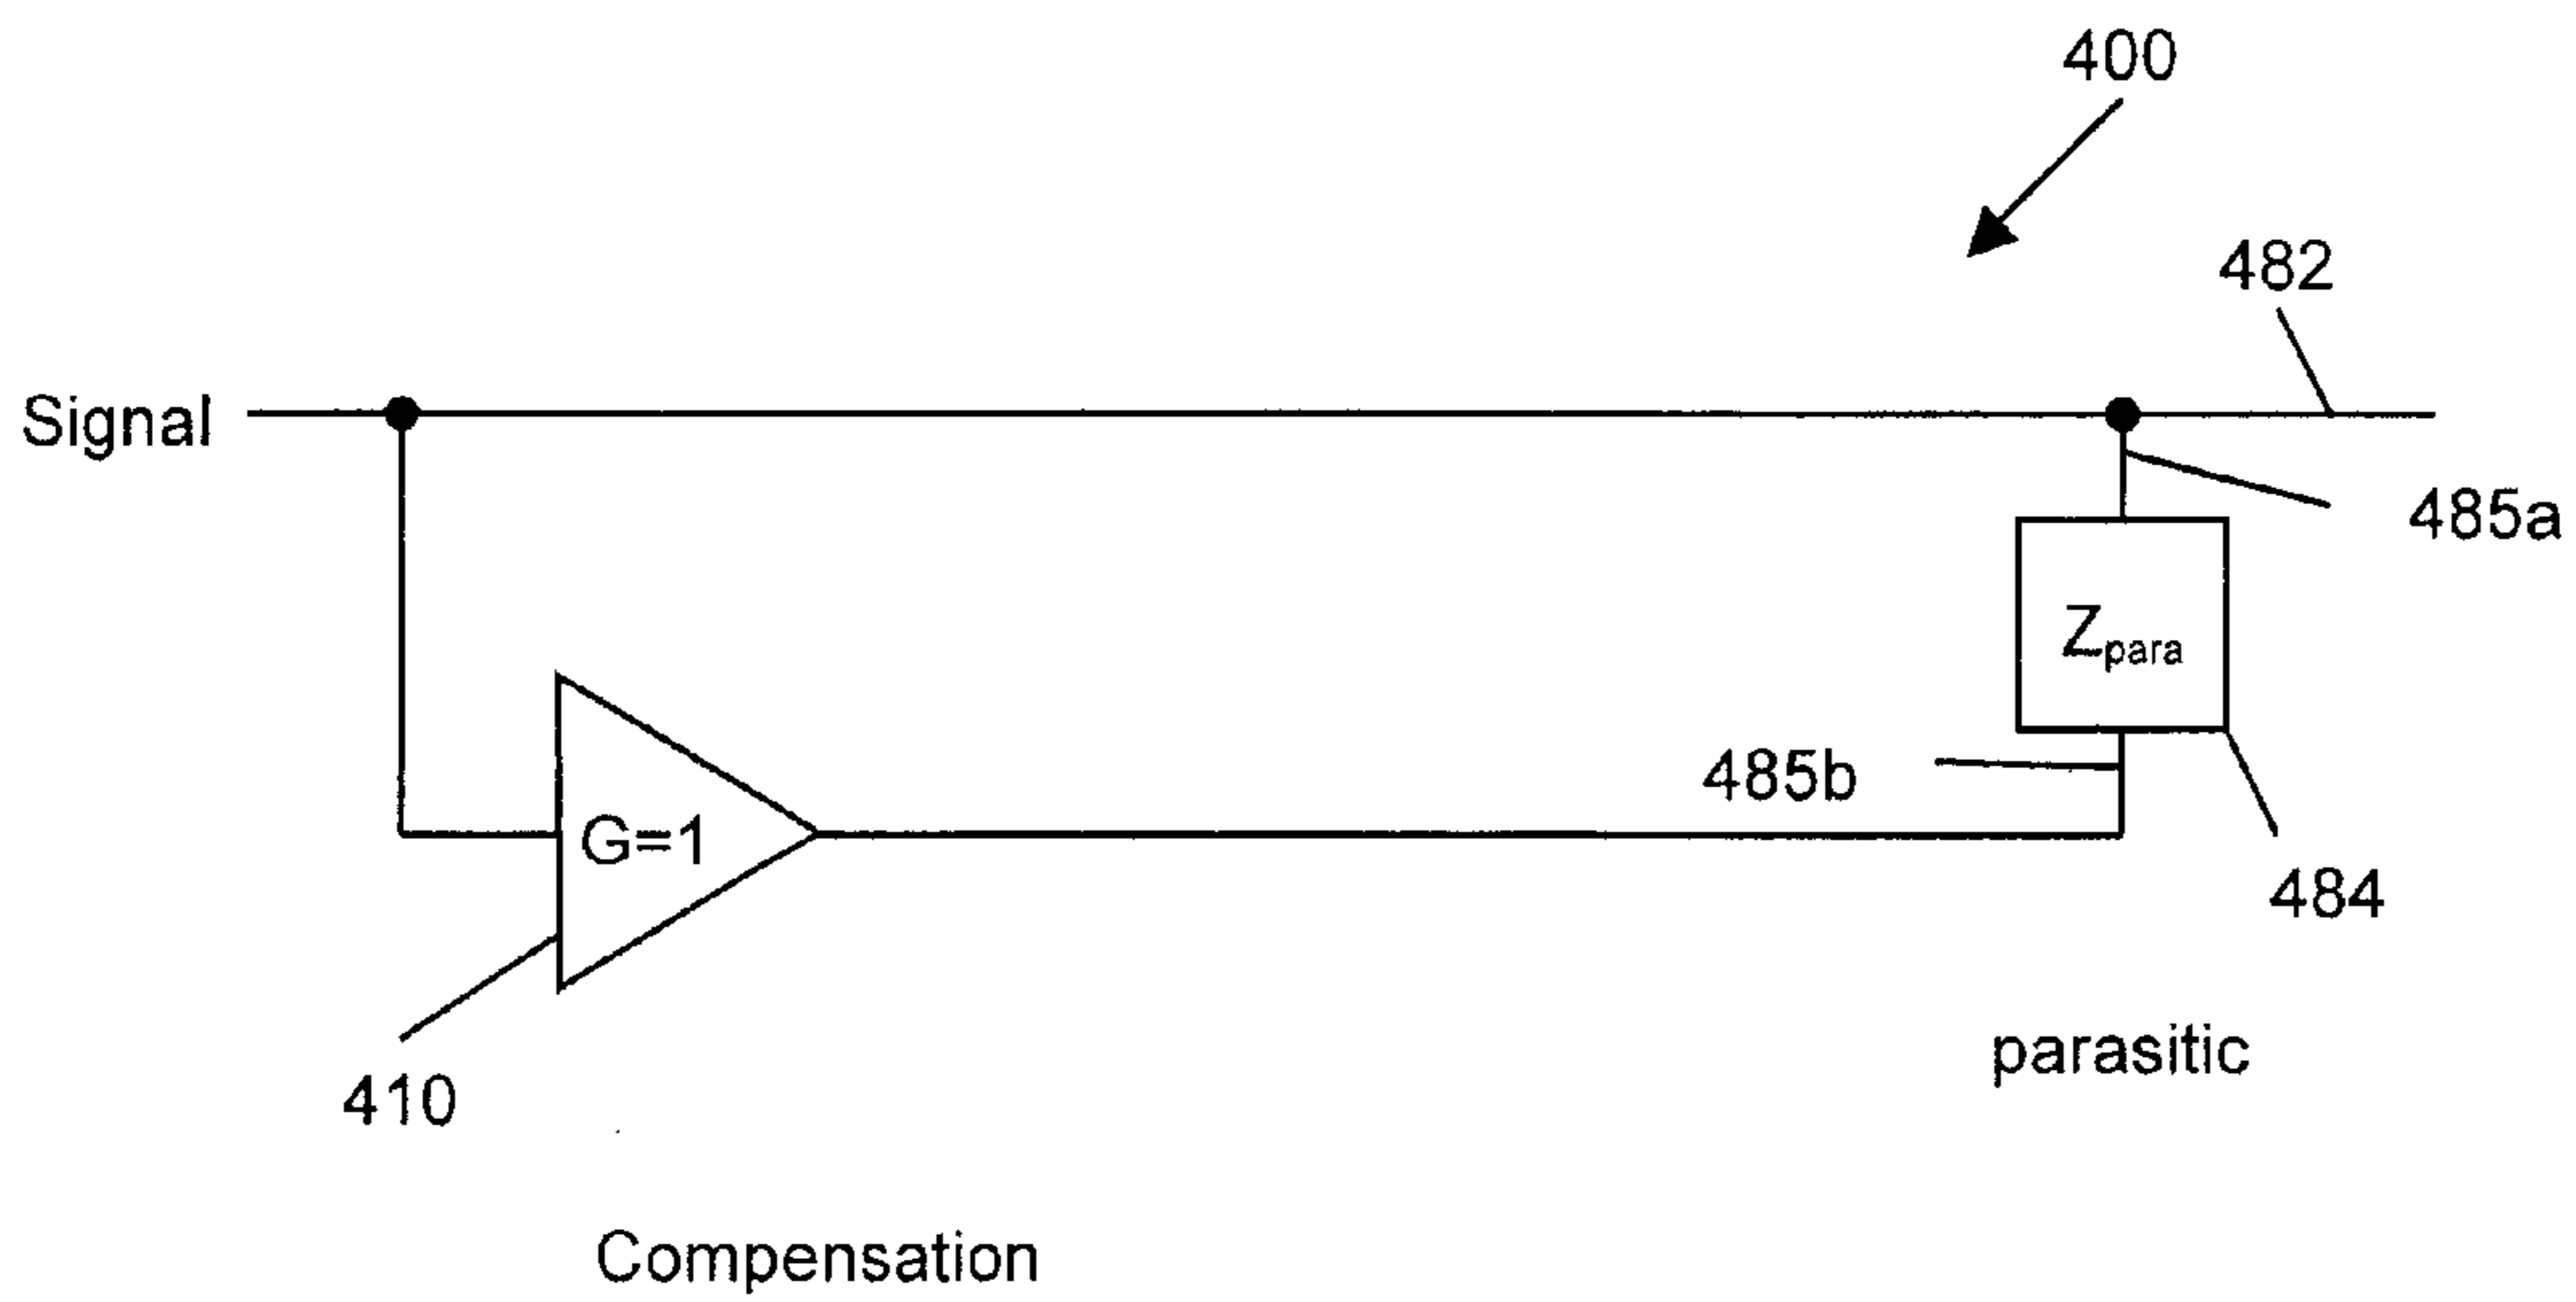 400
482
Signal
485a
Zpara
485b
G=1
484
410
parasitic
Compensation